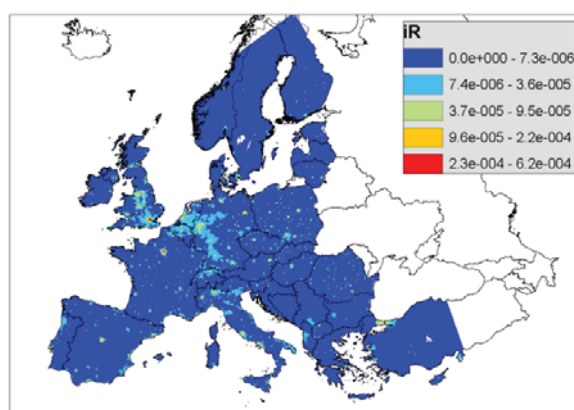 iR
0.0e+000 - 7.3e-006
7.4e-006 - 3.6e-005
3.7e-005 - 9.5e-005
9.6e-005 - 2.2e-004
2.3e-004 - 6.2e-004